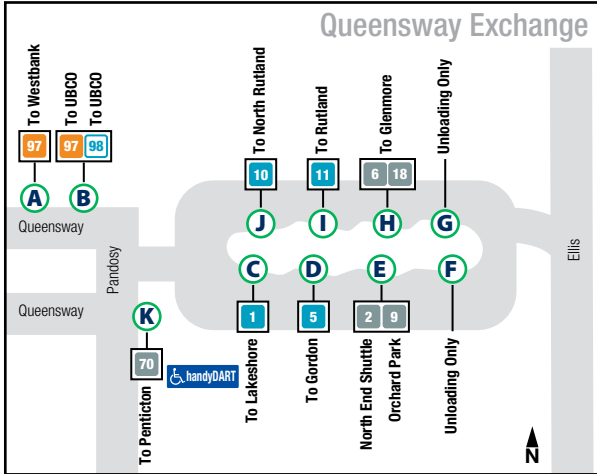 Queensway Exchange
To Westbank
To UBCO
To UBCO
To North Rutland
To Rutland
To Glenmore
Unloading Only
97
97
98
10
11
6
18
A
B
J
I
H
G
Queensway
Pandosy
Ellis
C
D
E
F
Queensway
K
1
5
2
9
70
handyDART
To Penticton
To Lakeshore
To Gordon
North End Shuttle
Orchard Park
Unloading Only
N